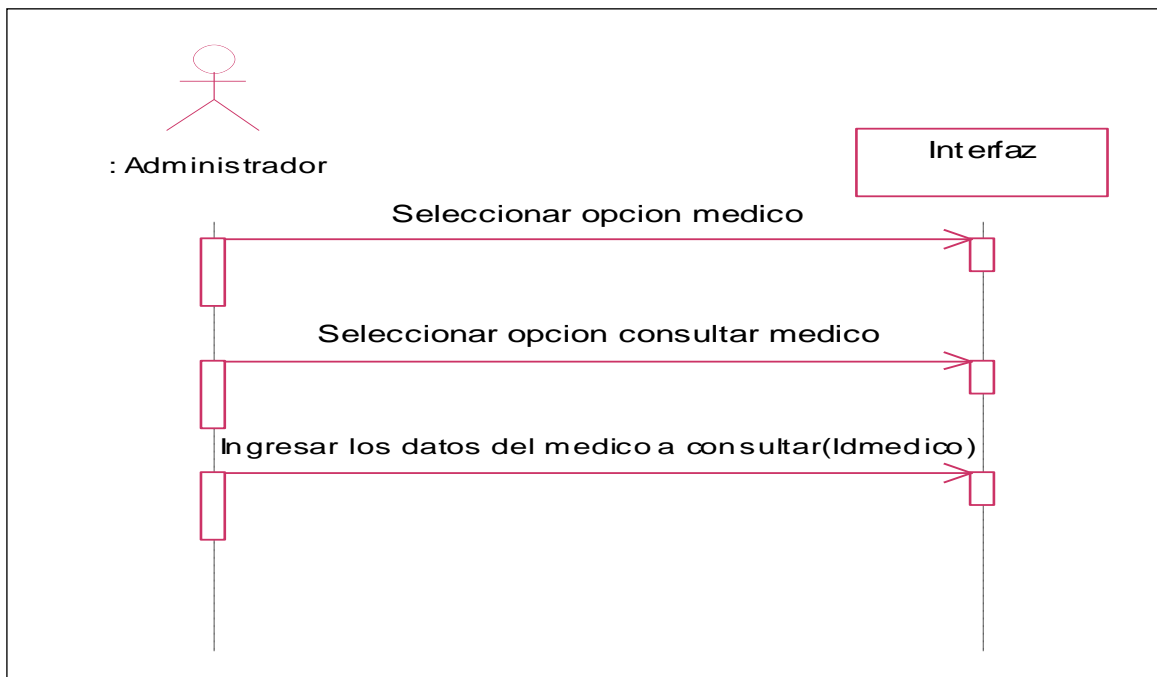 : Administrador
Interfaz
Seleccionar opcion medico
Seleccionar opcion consultar medico
Ingresar los datos del medico a consultar(Idmedico)